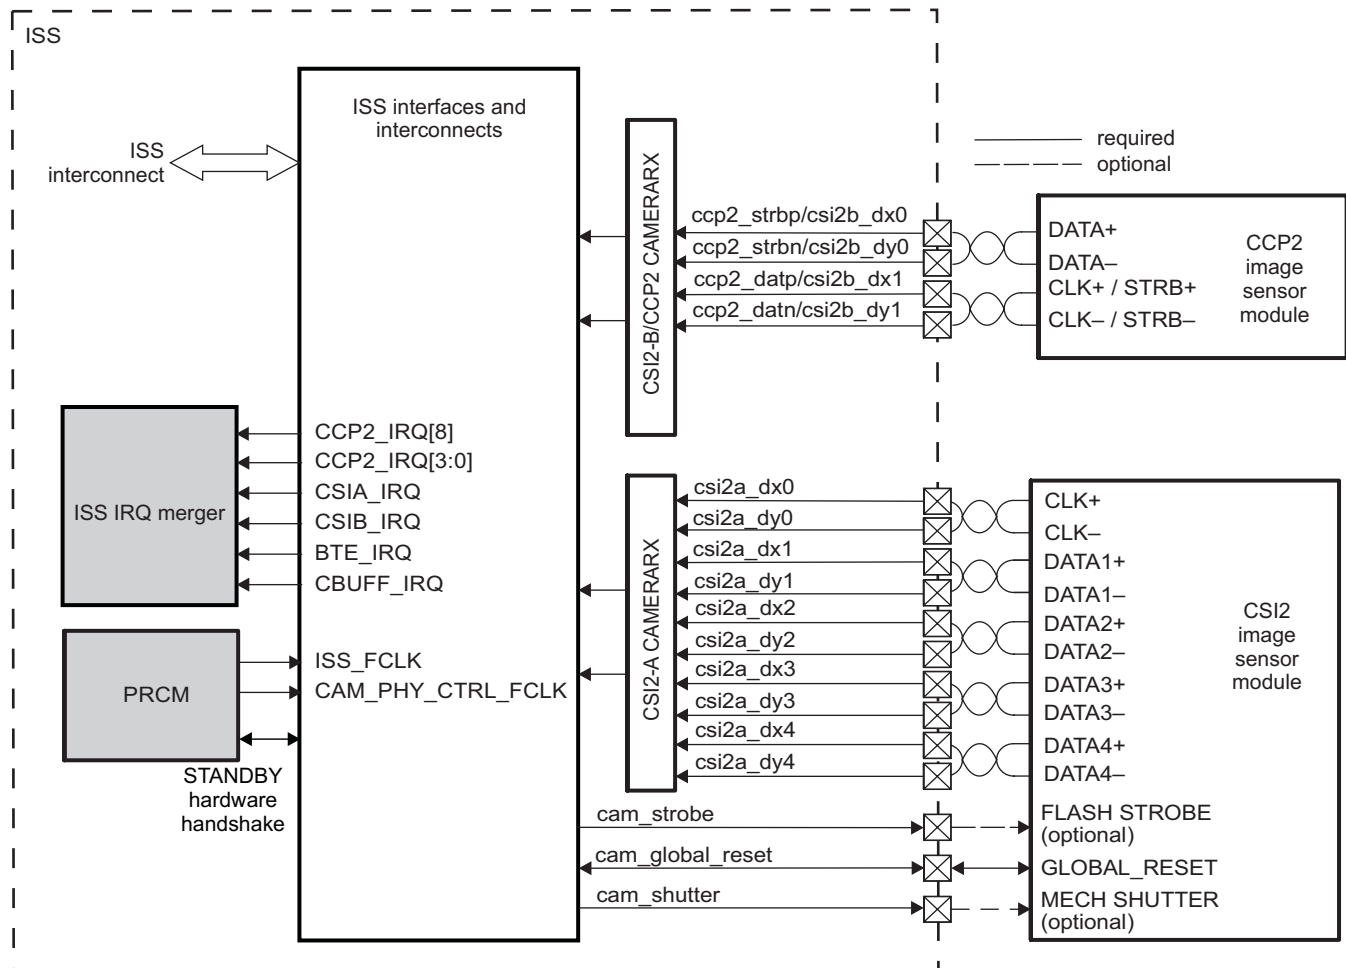 ISS
ISS interfaces and
interconnects
ISS
interconnect
required
optional
CSI2-B/CCP2 CAMERARX
ccp2_strbp/csi2b_dx0
ccp2_strbn/csi2b_dy0
ccp2_datp/csi2b_dx1
ccp2_datn/csi2b_dy1
DATA+
DATA–
CLK+ / STRB+
CLK– / STRB–
CCP2
image
sensor
module
ISS IRQ merger
CCP2_IRQ[8]
CCP2_IRQ[3:0]
CSIA_IRQ
CSIB_IRQ
BTE_IRQ
CBUFF_IRQ
PRCM
ISS_FCLK
CAM_PHY_CTRL_FCLK
STANDBY
hardware
handshake
CSI2-A CAMERARX
csi2a_dx0
csi2a_dy0
csi2a_dx1
csi2a_dy1
csi2a_dx2
csi2a_dy2
csi2a_dx3
csi2a_dy3
csi2a_dx4
csi2a_dy4
CLK+
CLK–
DATA1+
DATA1–
DATA2+
DATA2–
DATA3+
DATA3–
DATA4+
DATA4–
CSI2
image
sensor
module
cam_strobe
cam_global_reset
cam_shutter
FLASH STROBE
(optional)
GLOBAL_RESET
MECH SHUTTER
(optional)